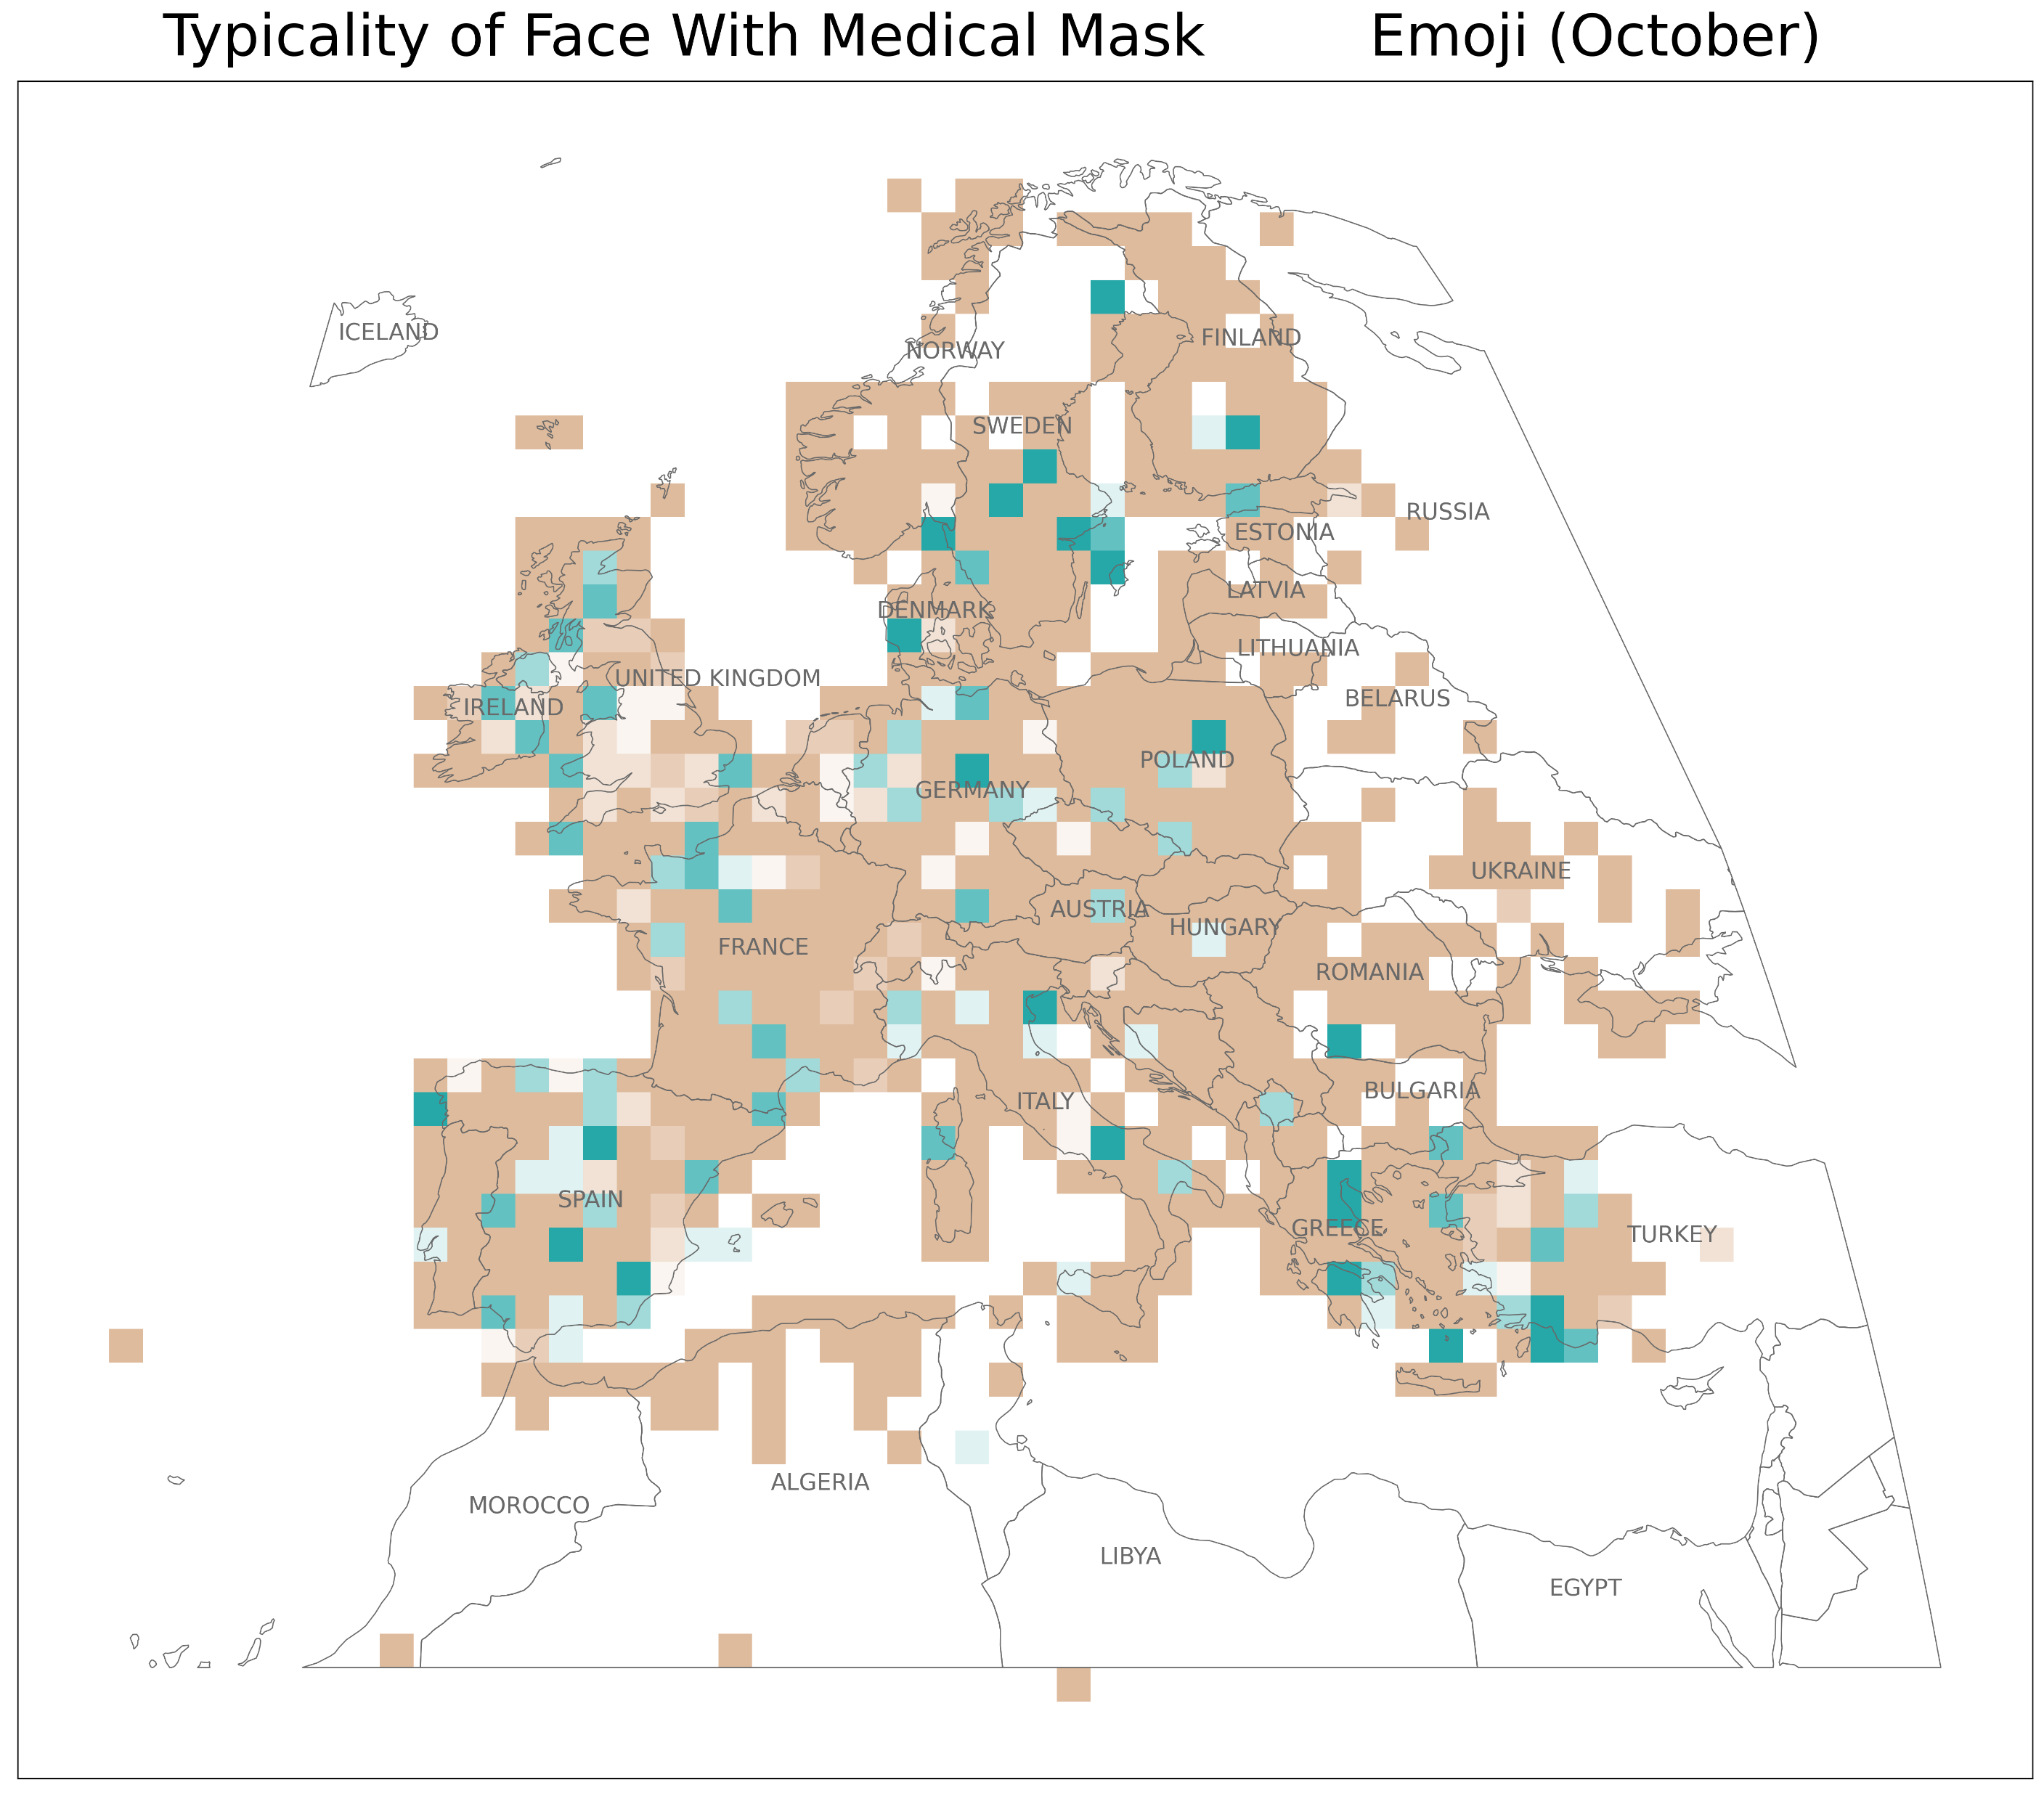 Typicality of Face With Medical Mask Emoji (October)
ICELAND
FINLAND
NORWAY
SWEDEN
RUSSIA
ESTONIA
LATVIA
DENMARK
LITHUANIA
UNITED KINGDOM
BELARUS
IRELAND
POLAND
GERMANY
UKRAINE
AUSTRIA
HUNGARY
FRANCE
ROMANIA
BULGARIA
ITALY
SPAIN
GREECE
TURKEY
ALGERIA
MOROCCO
LIBYA
EGYPT